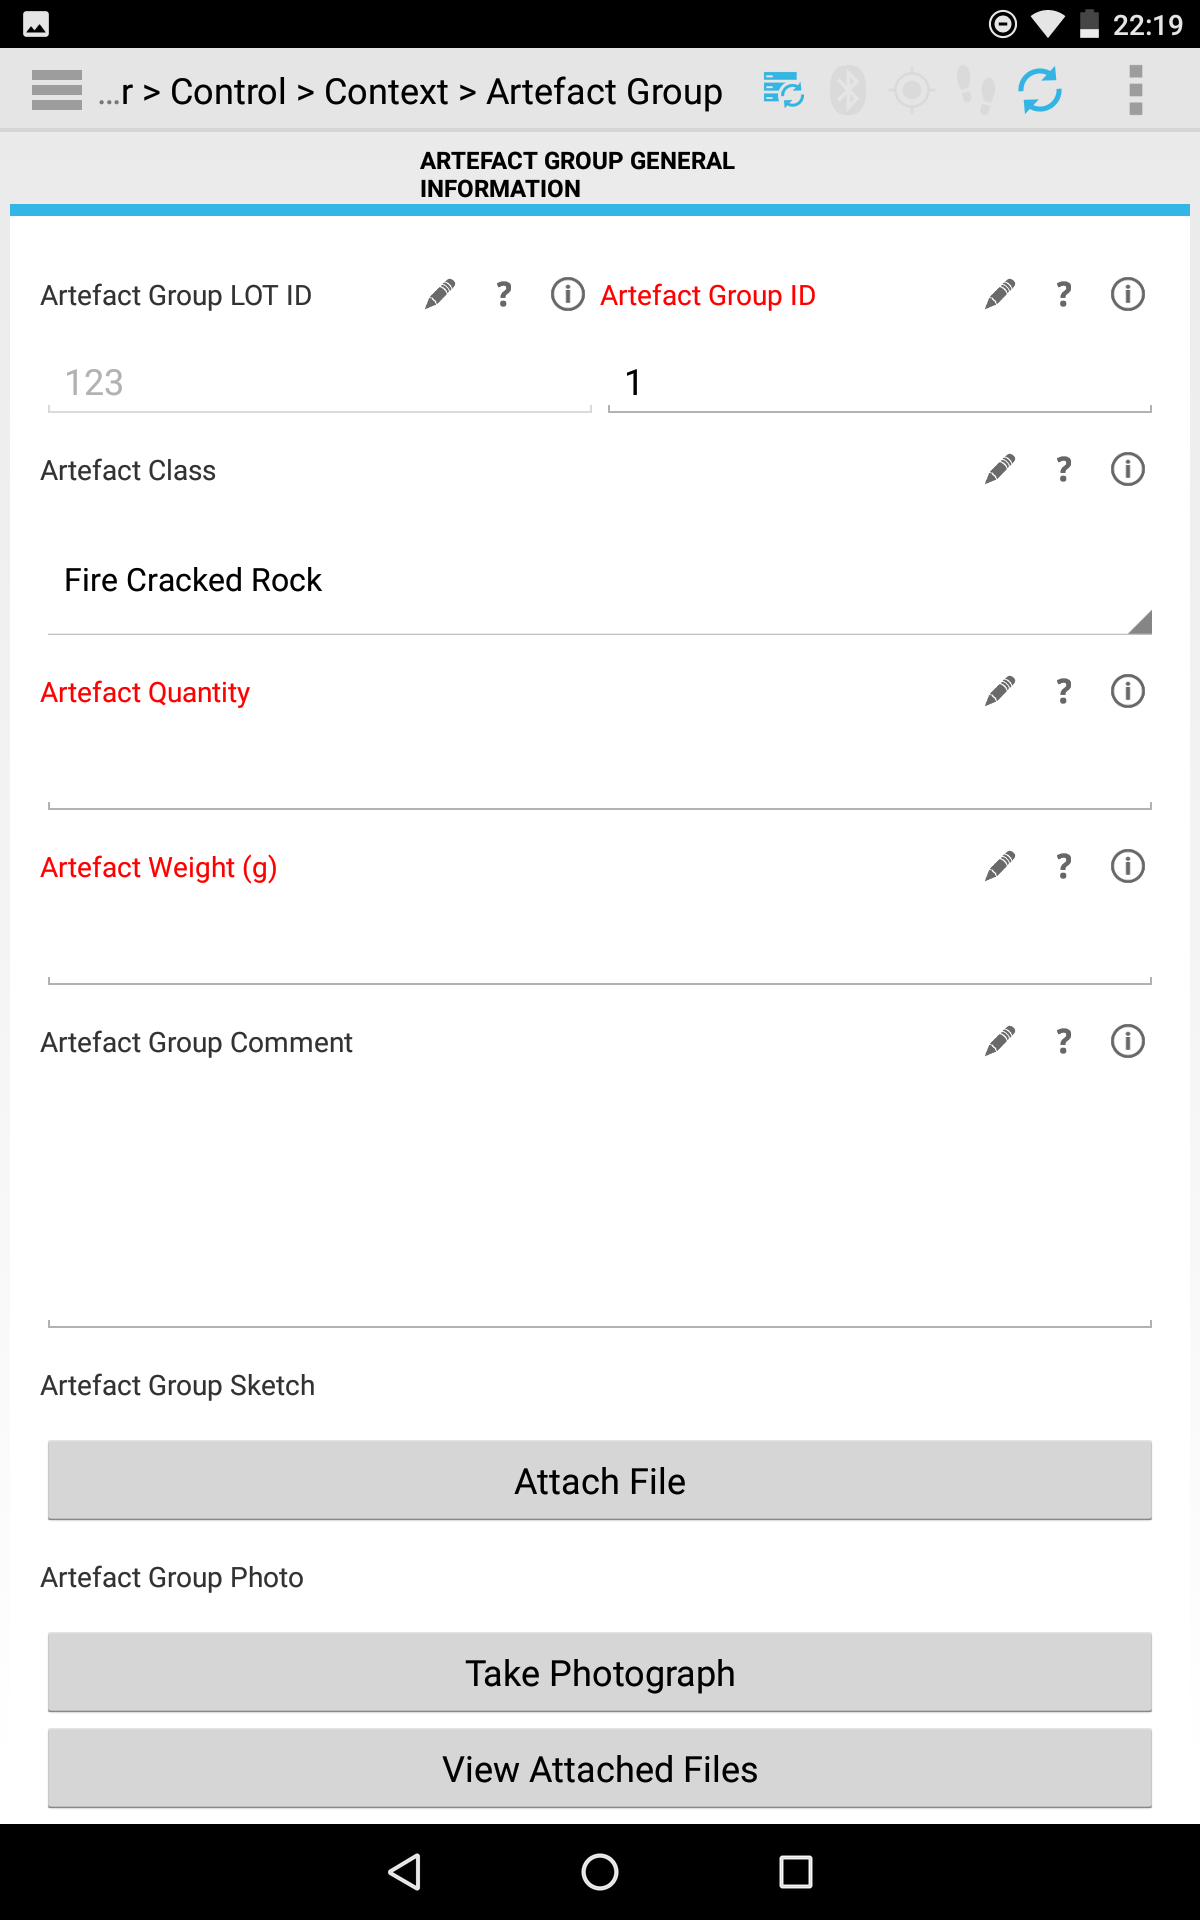 22:19
...r > Control > Context > Artefact Group
ARTEFACT GROUP GENERAL
INFORMATION
Artefact Group LOT ID ? Artefact Group ID ?
123 1
Artefact Class ?
Fire Cracked Rock
Artefact Quantity ?
Artefact Weight (g) ?
Artefact Group Comment ?
Artefact Group Sketch
Attach File
Artefact Group Photo
Take Photograph
View Attached Files